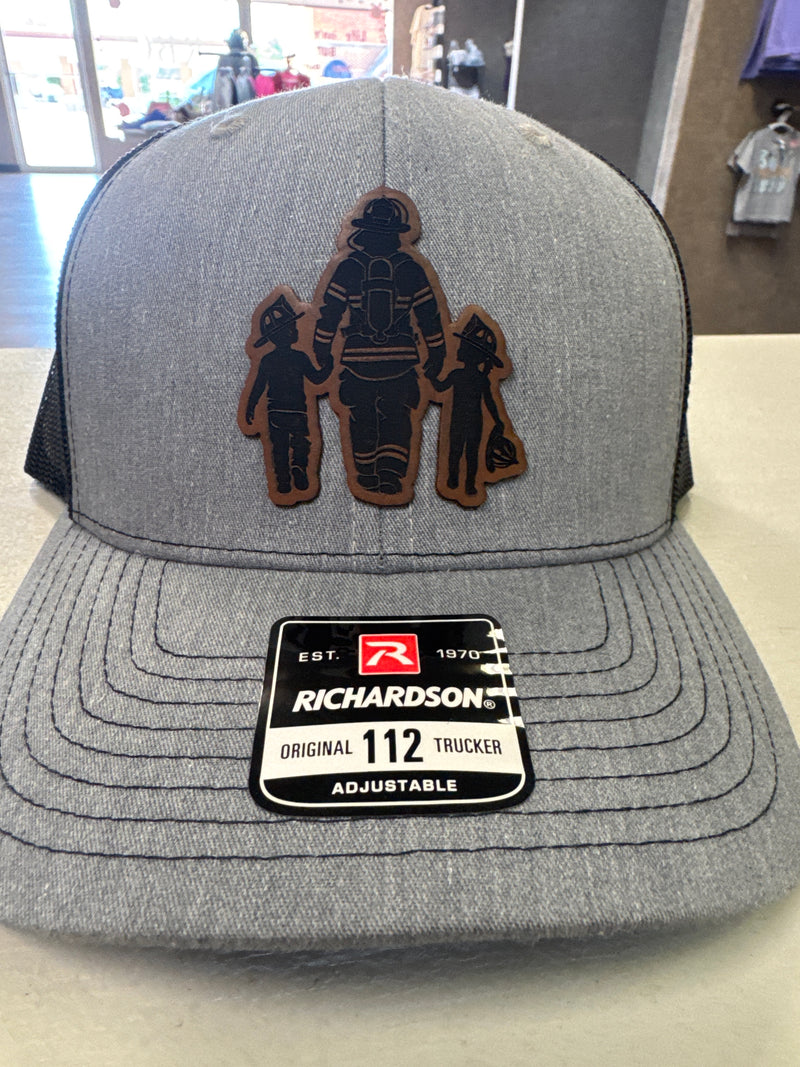 EST. R 1970
RICHARDSON®
ORIGINAL 112 TRUCKER
ADJUSTABLE